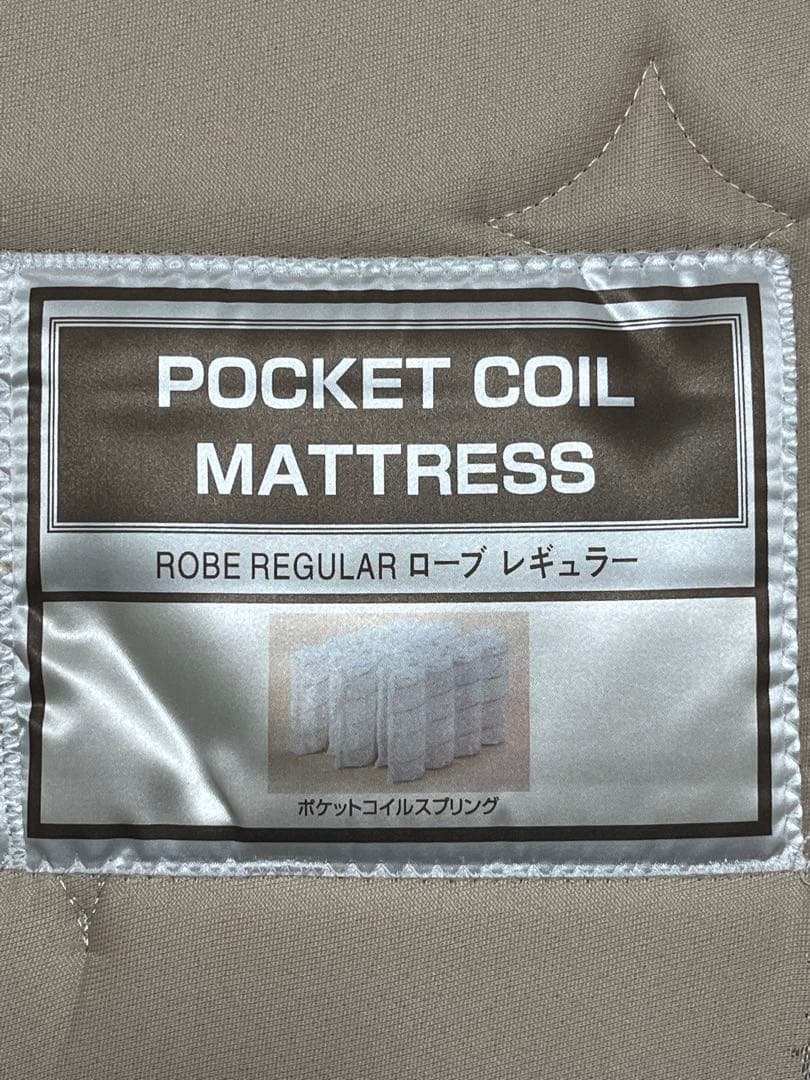 POCKET COIL
MATTRESS
ROBE REGULAR ローブ レギュラー
ポケットコイルスプリング